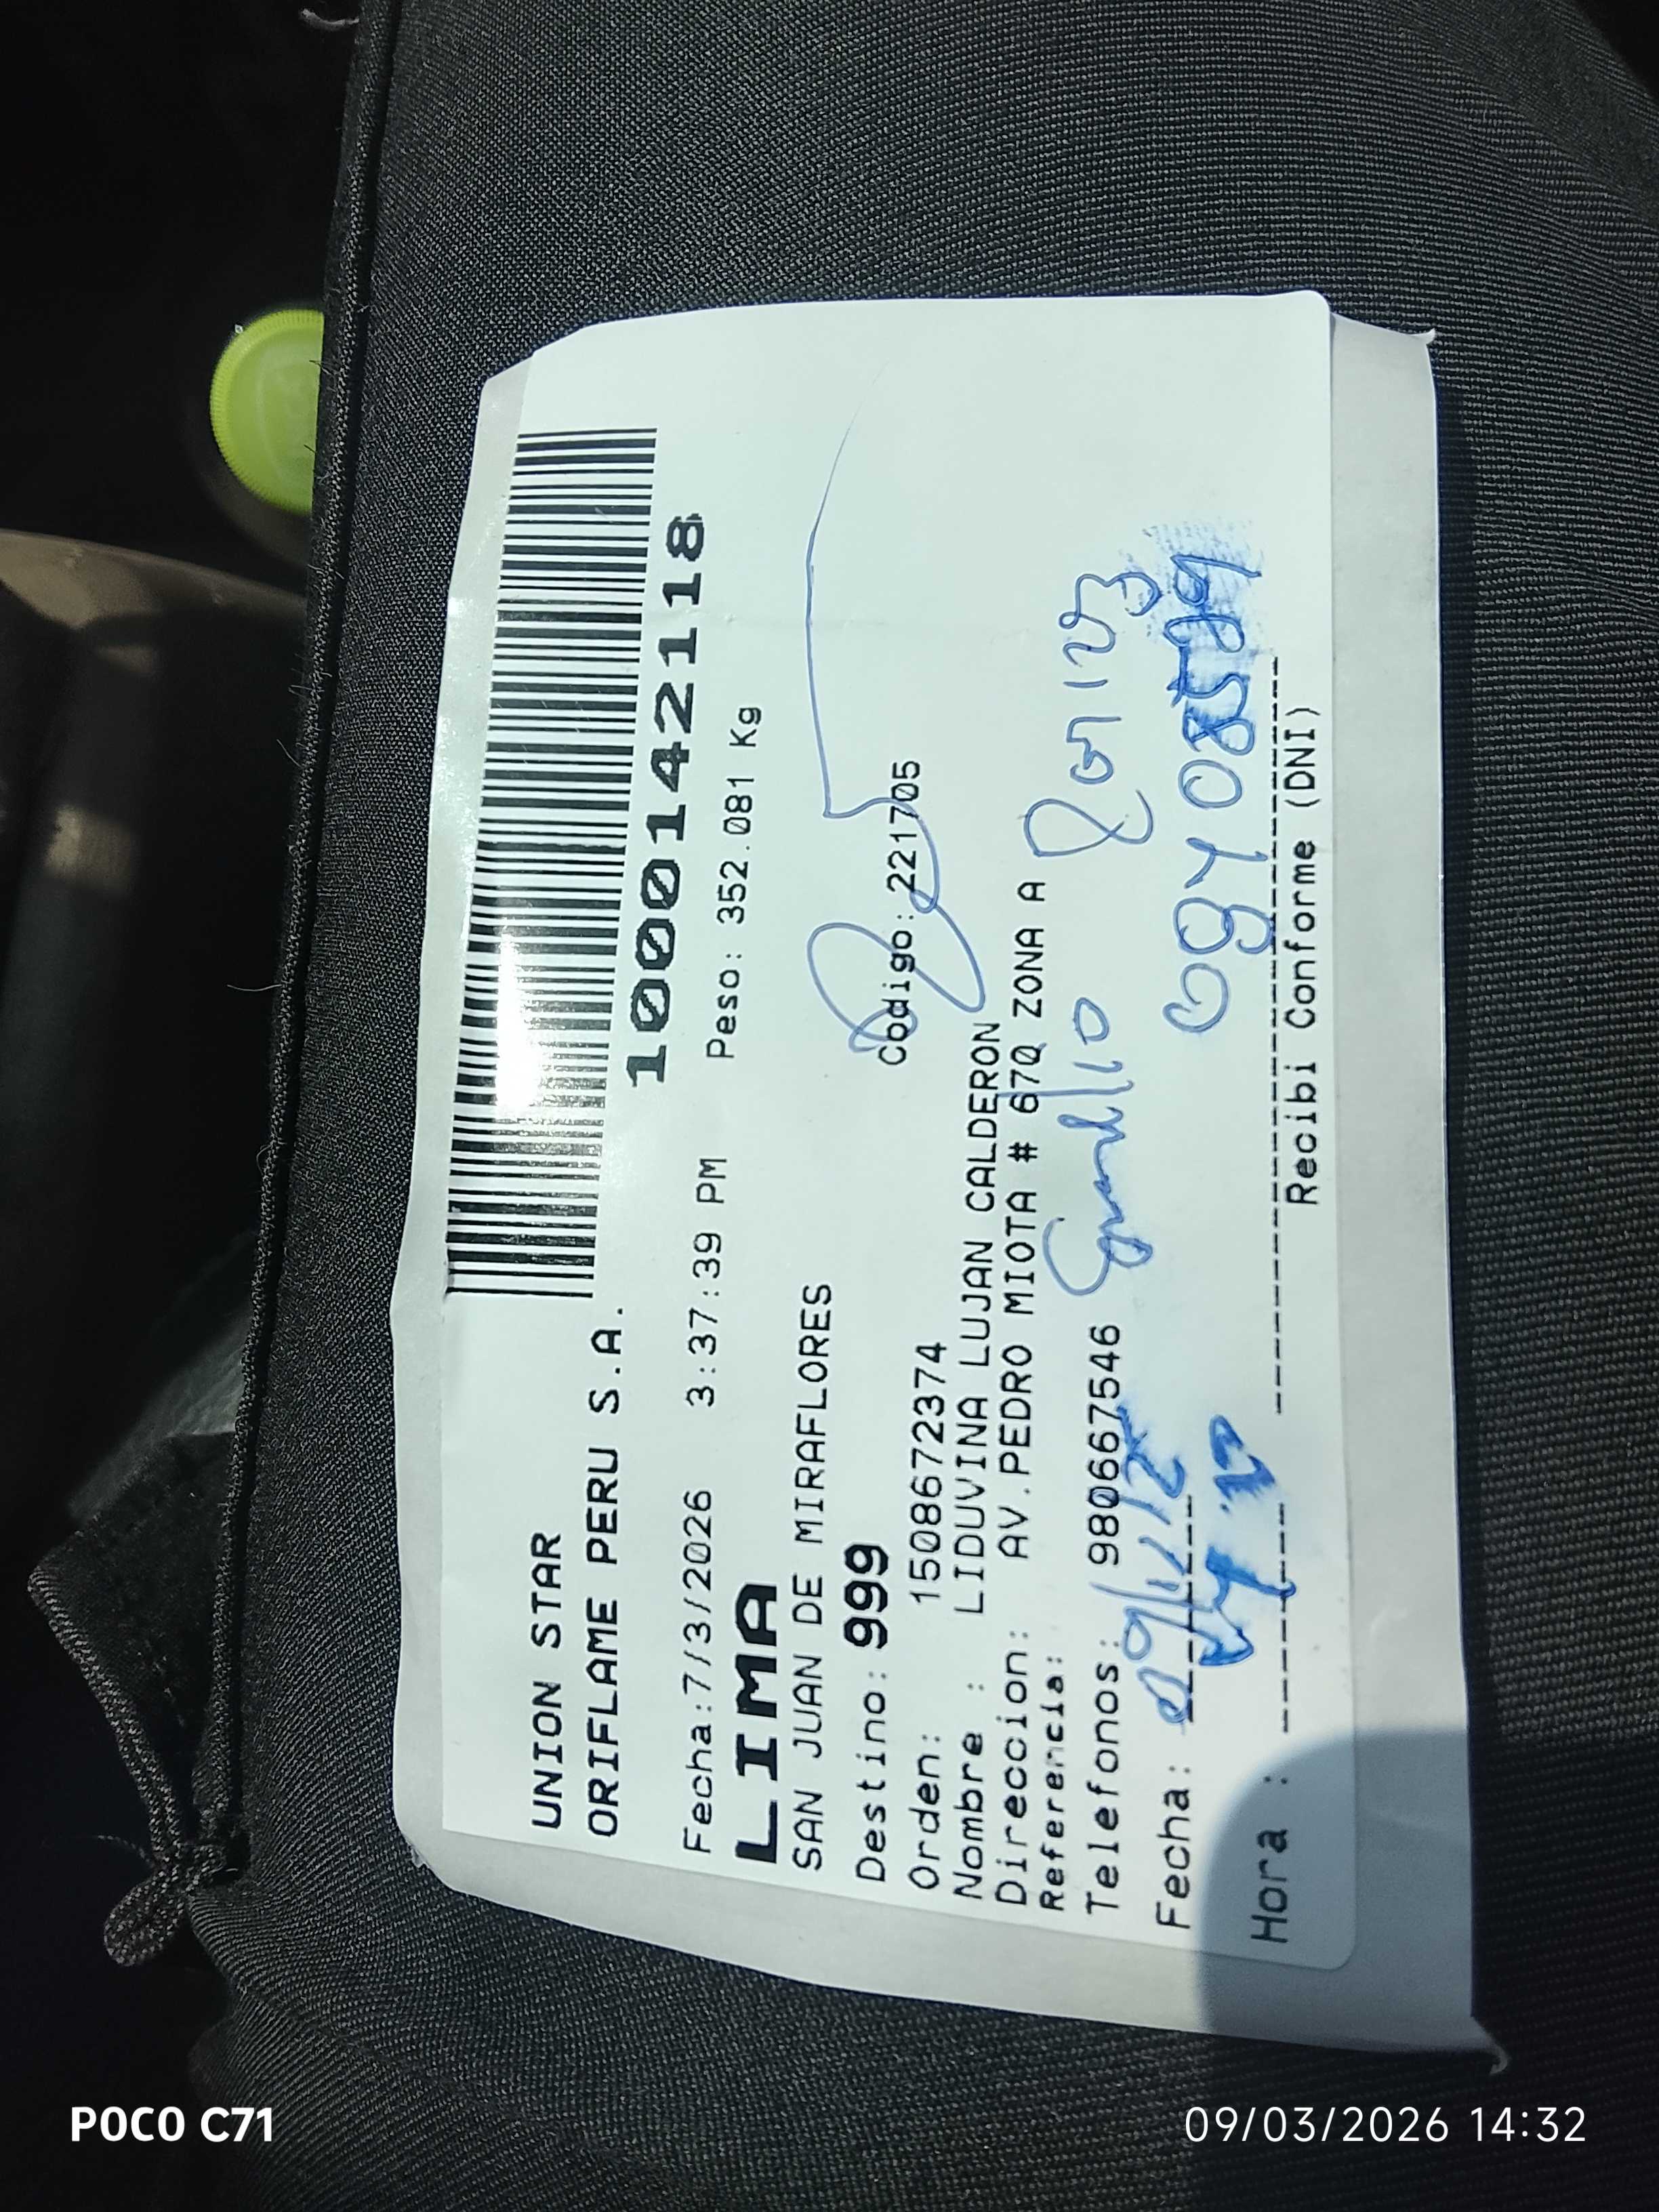 UNION STAR
ORIFLAME PERU S.A.
1000142118
Fecha:7/3/2026 3:37:39 PM Peso: 352.081 Kg
LIMA
SAN JUAN DE MIRAFLORES
Destino: 999 Codigo: 221705
Orden: 1508672374
Nombre : LIDUVINA LUJAN CALDERON
Direccion: AV.PEDRO MIOTA # 670 ZONA A
Referencia:
Telefonos: 9806667546
Fecha:
Hora :
Recibi Conforme (DNI)
POCO C71
09/03/2026 14:32